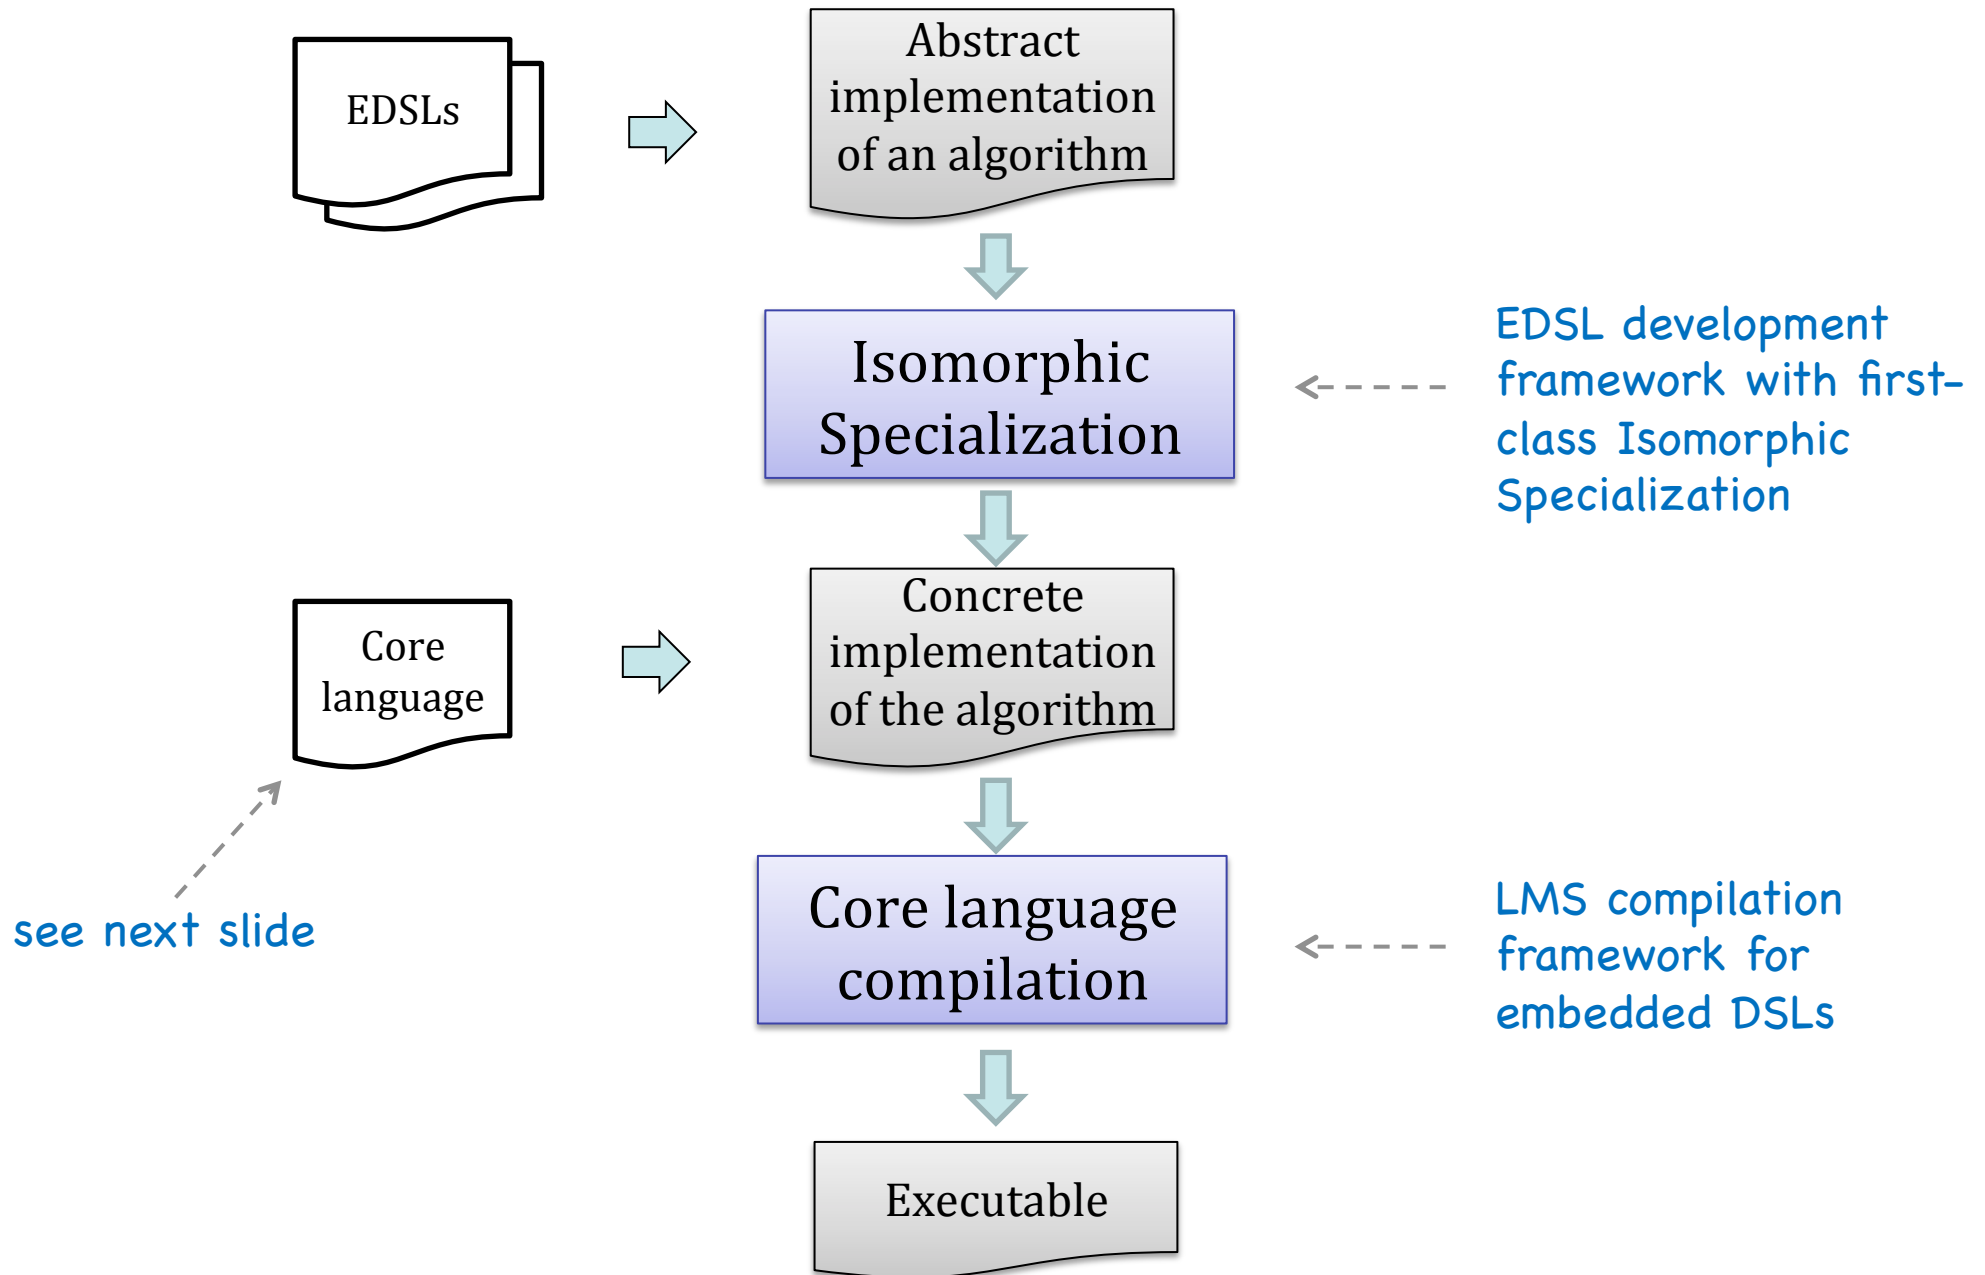 EDSLs
Abstract
implementation
of an algorithm
Isomorphic
Specialization
EDSL development
framework with first-
class Isomorphic
Specialization
Core
language
Concrete
implementation
of the algorithm
see next slide
Core language
compilation
LMS compilation
framework for
embedded DSLs
Executable